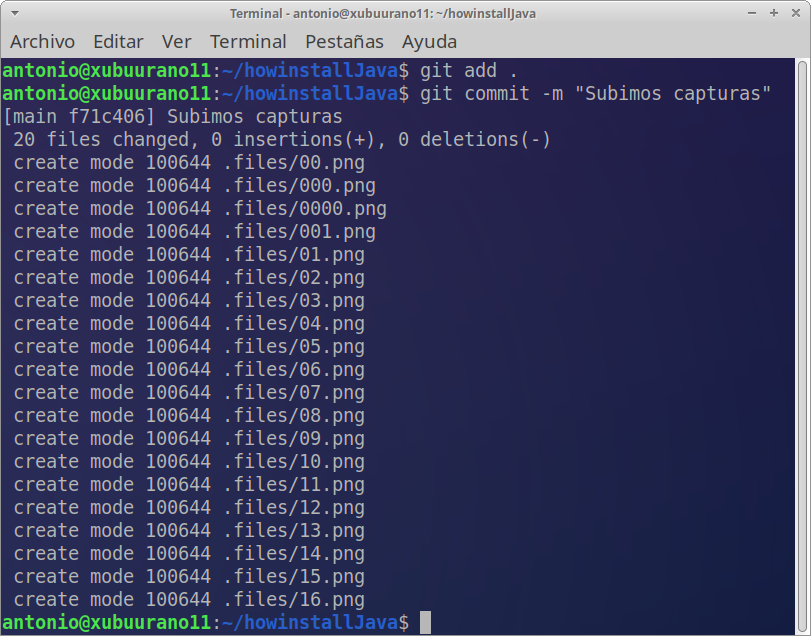 Terminal - antonio@xubuurano11: ~/howinstallJava
Archivo Editar Ver Terminal Pestañas Ayuda
antonio@xubuurano11:~/howinstallJava$ git add .
antonio@xubuurano11:~/howinstallJava$ git commit -m "Subimos capturas"
[main f71c406] Subimos capturas
 20 files changed, 0 insertions(+), 0 deletions(-)
 create mode 100644 .files/00.png
 create mode 100644 .files/000.png
 create mode 100644 .files/0000.png
 create mode 100644 .files/001.png
 create mode 100644 .files/01.png
 create mode 100644 .files/02.png
 create mode 100644 .files/03.png
 create mode 100644 .files/04.png
 create mode 100644 .files/05.png
 create mode 100644 .files/06.png
 create mode 100644 .files/07.png
 create mode 100644 .files/08.png
 create mode 100644 .files/09.png
 create mode 100644 .files/10.png
 create mode 100644 .files/11.png
 create mode 100644 .files/12.png
 create mode 100644 .files/13.png
 create mode 100644 .files/14.png
 create mode 100644 .files/15.png
 create mode 100644 .files/16.png
antonio@xubuurano11:~/howinstallJava$